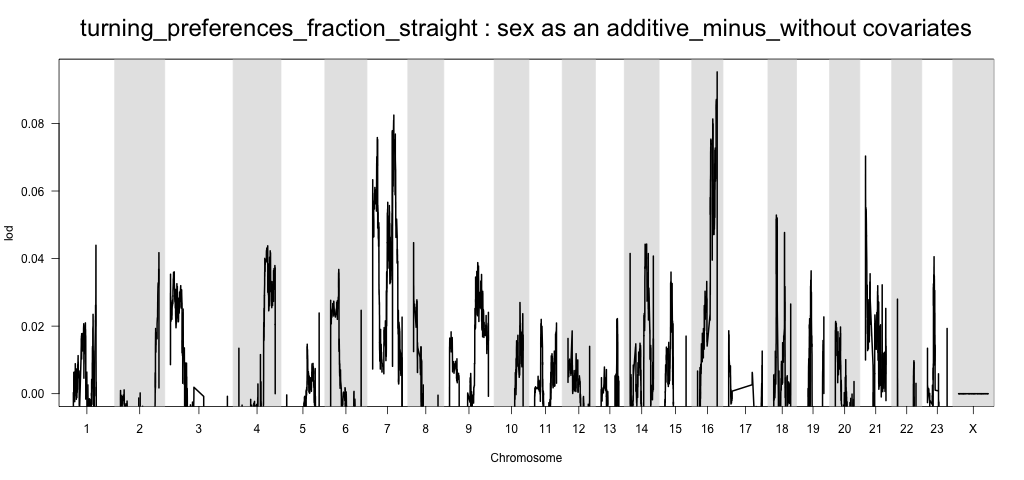 turning_preferences_fraction_straight : sex as an additive_minus_without covariates
lod
0.08
0.06
0.04
0.02
0.00
1 2 3 4 5 6 7 8 9 10 11 12 13 14 15 16 17 18 19 20 21 22 23 X
Chromosome